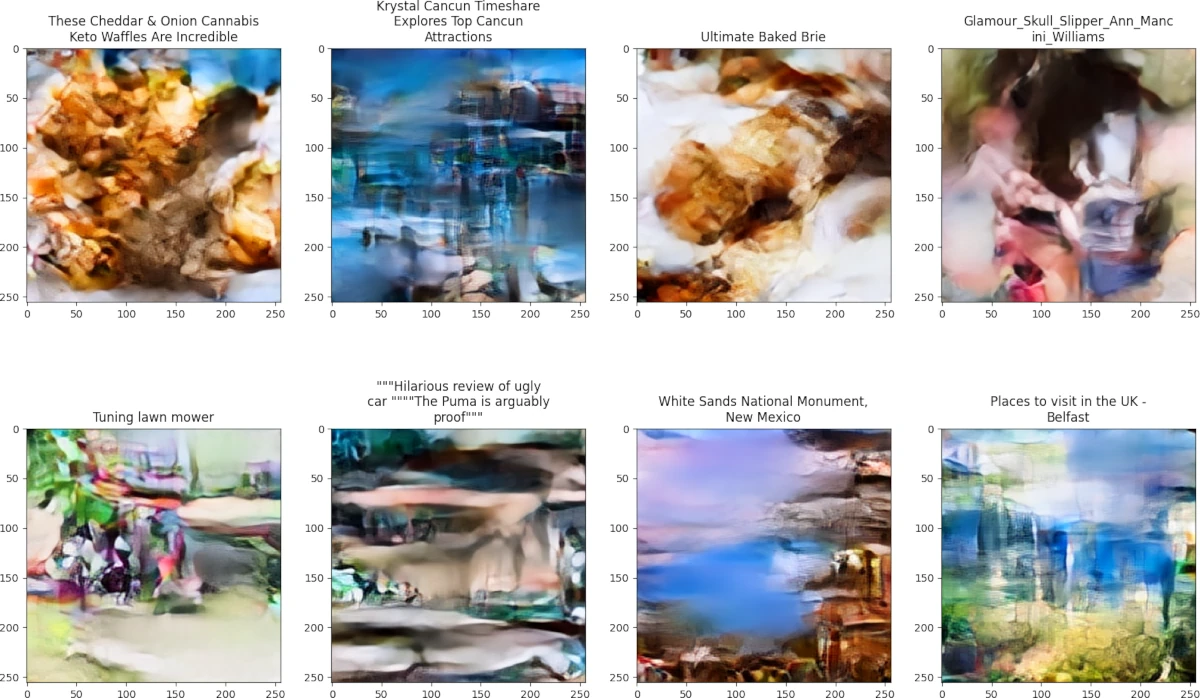 These Cheddar & Onion Cannabis
Keto Waffles Are Incredible
Krystal Cancun Timeshare
Explores Top Cancun
Attractions
Ultimate Baked Brie
Glamour_Skull_Slipper_Ann_Manc
ini_Williams
0
50
100
150
200
250
0 50 100 150 200 250
0
50
100
150
200
250
0 50 100 150 200 250
0
50
100
150
200
250
0 50 100 150 200 250
0
50
100
150
200
250
0 50 100 150 200 250
Tuning lawn mower
"""Hilarious review of ugly
car """"The Puma is arguably
proof"""
White Sands National Monument,
New Mexico
Places to visit in the UK -
Belfast
0
50
100
150
200
250
0 50 100 150 200 250
0
50
100
150
200
250
0 50 100 150 200 250
0
50
100
150
200
250
0 50 100 150 200 250
0
50
100
150
200
250
0 50 100 150 200 250